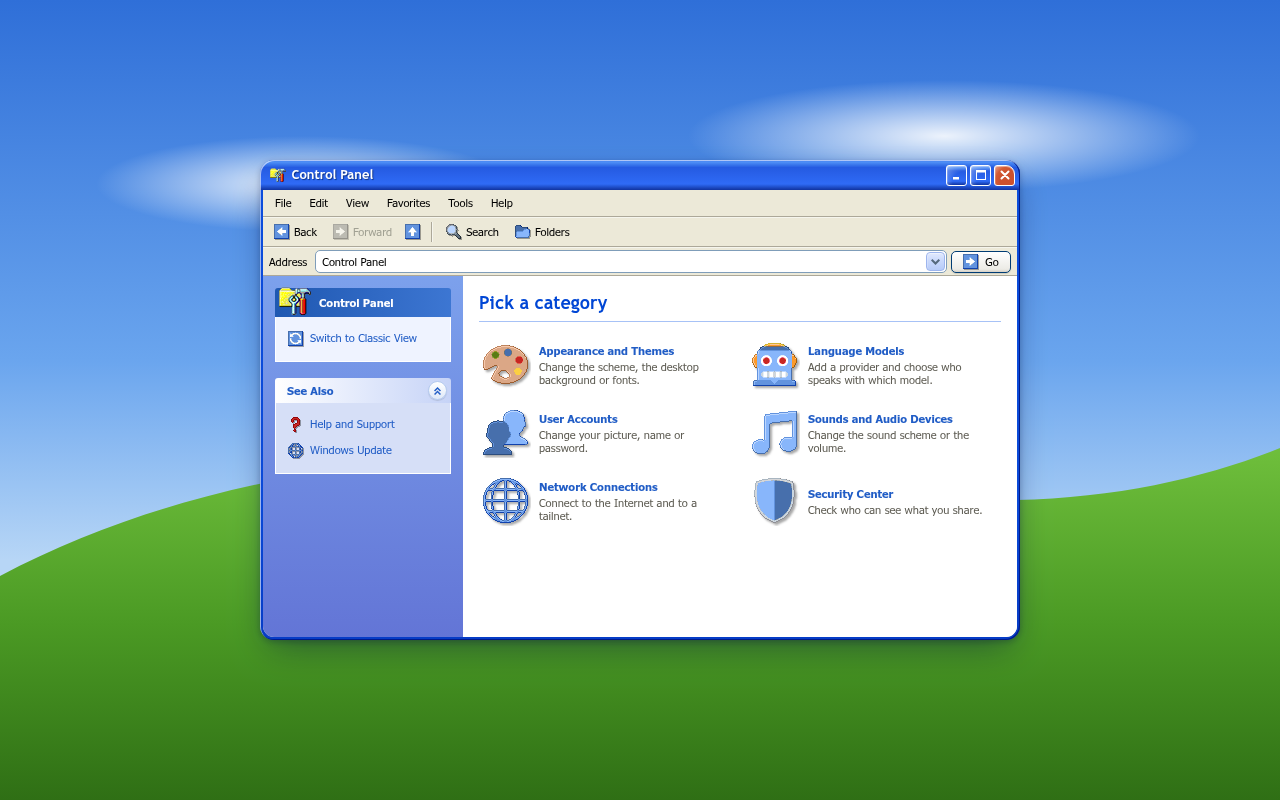 Control Panel
File Edit View Favorites Tools Help
Back Forward Search Folders
Address Control Panel Go
Control Panel
Switch to Classic View
See Also
Help and Support
Windows Update
Pick a category
Appearance and Themes
Change the scheme, the desktop
background or fonts.
Language Models
Add a provider and choose who
speaks with which model.
User Accounts
Change your picture, name or
password.
Sounds and Audio Devices
Change the sound scheme or the
volume.
Network Connections
Connect to the Internet and to a
tailnet.
Security Center
Check who can see what you share.